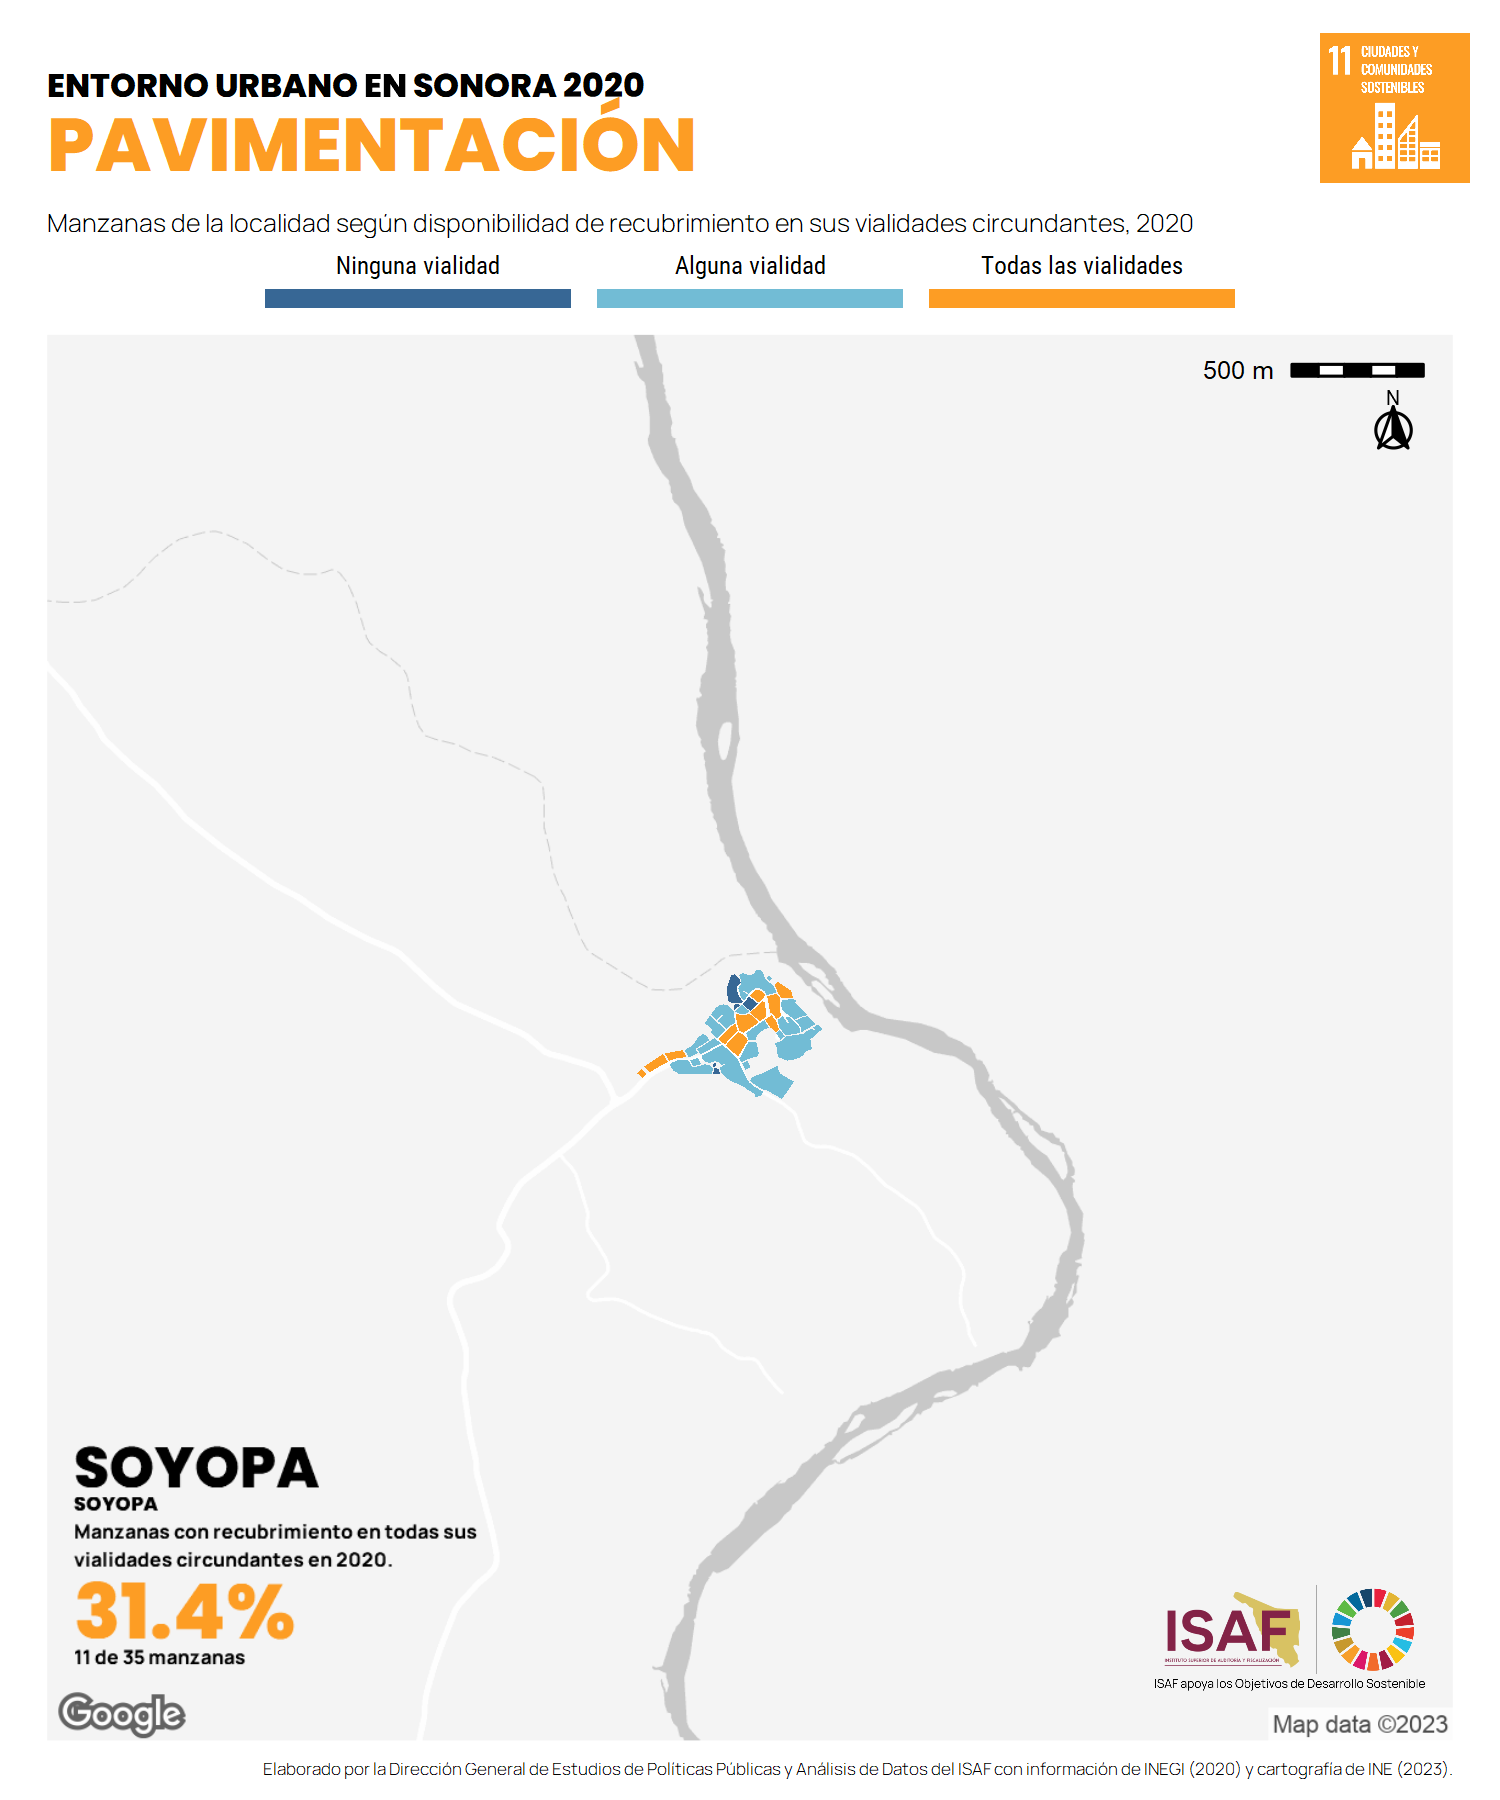 ENTORNO URBANO EN SONORA 2020
PAVIMENTACIÓN
11 CIUDADES Y
COMUNIDADES
SOSTENIBLES
Manzanas de la localidad según disponibilidad de recubrimiento en sus vialidades circundantes, 2020
Ninguna vialidad
Alguna vialidad
Todas las vialidades
500 m
N
SOYOPA
SOYOPA
Manzanas con recubrimiento en todas sus
vialidades circundantes en 2020.
31.4%
11 de 35 manzanas
ISAF
INSTITUTO SUPERIOR DE AUDITORÍA Y FISCALIZACIÓN
ISAF apoya los Objetivos de Desarrollo Sostenible
Google
Map data ©2023
Elaborado por la Dirección General de Estudios de Políticas Públicas y Análisis de Datos del ISAF con información de INEGI (2020) y cartografía de INE (2023).